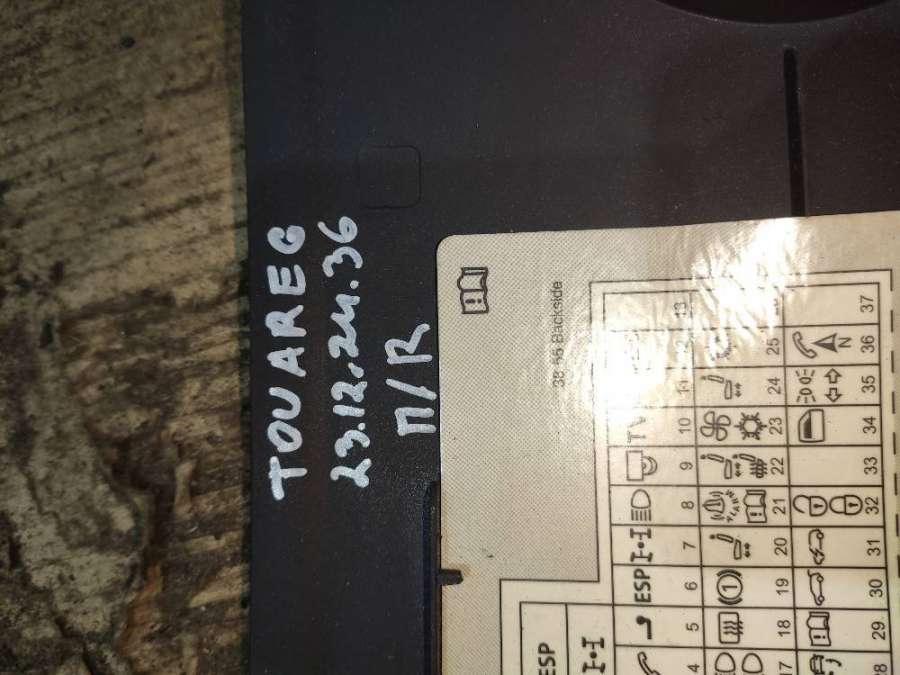 TOUAREG
23.12.24.36
П/R
38-55 Backside
ESP
ESP TV
4 5 6 7 8 9 10 11 12 13
17 18 19 20 21 22 23 24 25
N
28 29 30 31 32 33 34 35 36 37